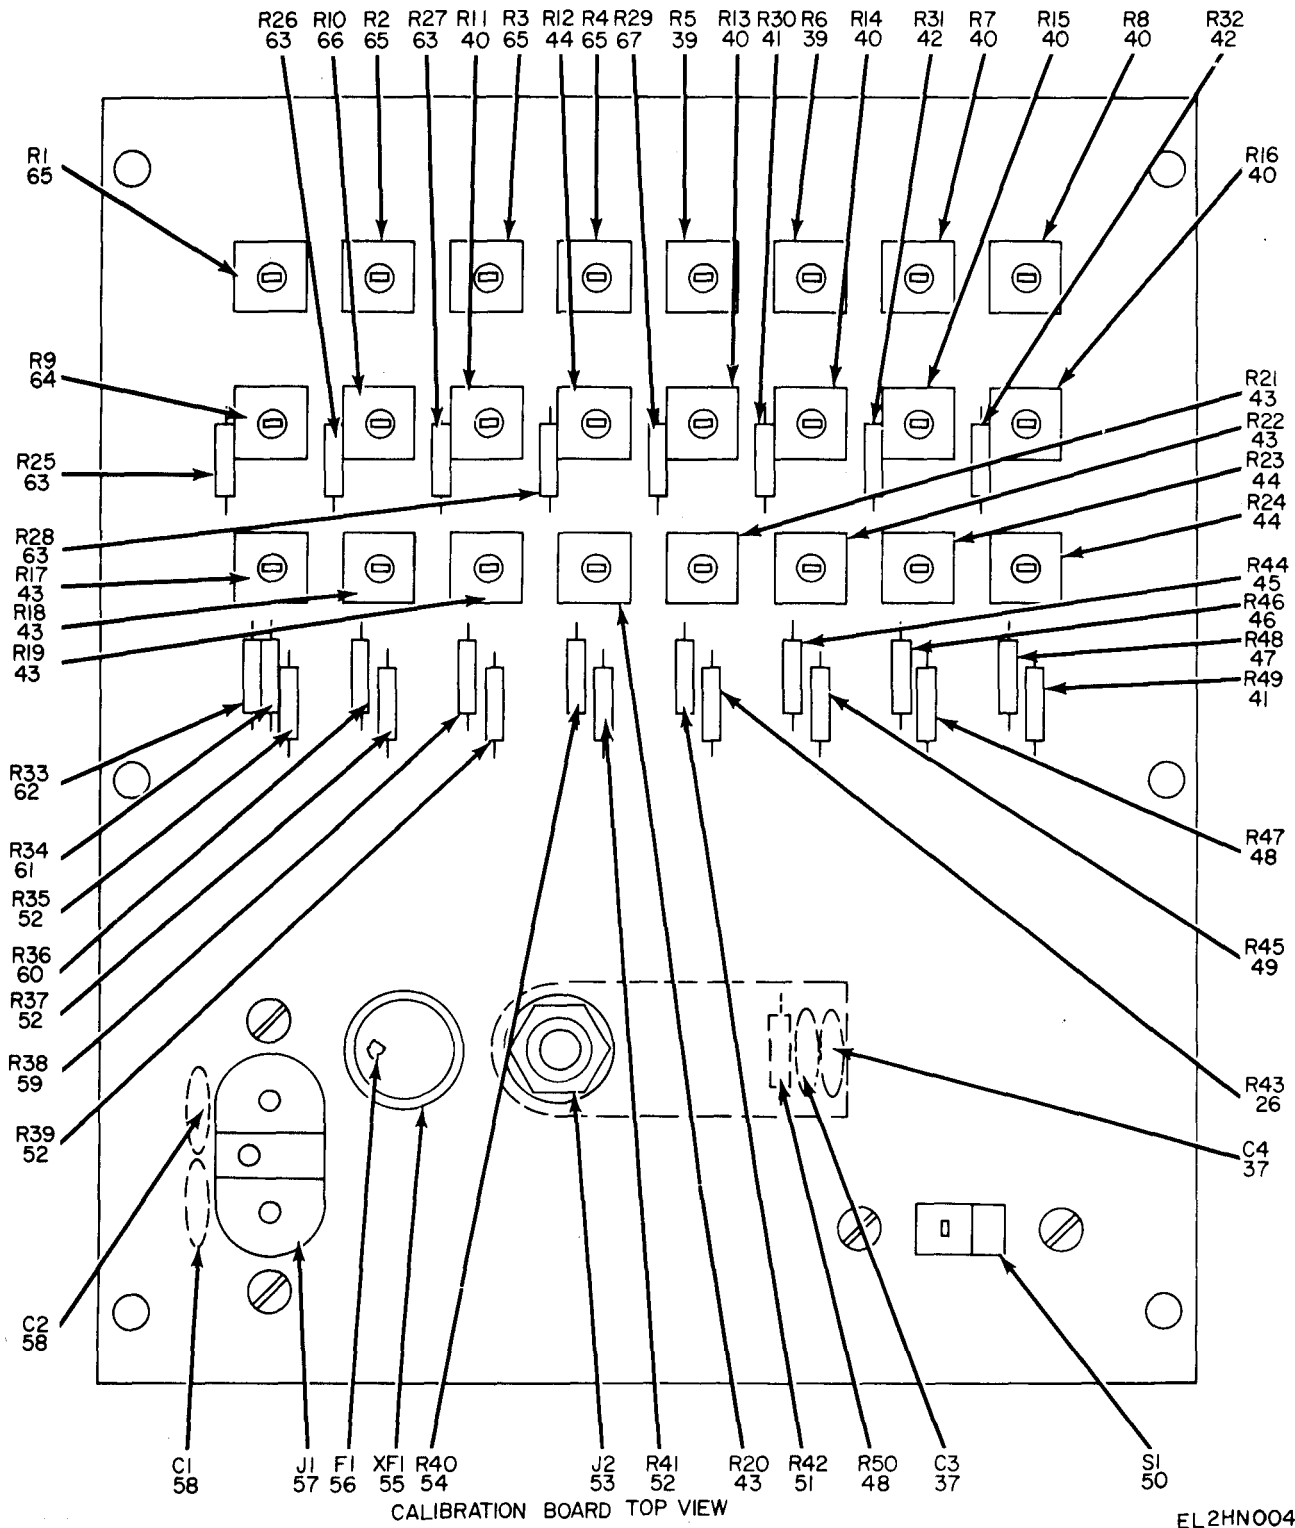 R26 R10 R2 R27 R11 R3 R12 R4 R29 R5 R13 R30 R6 R14 R31 R7 R15 R8 R32
63 66 65 63 40 65 44 65 67 39 40 41 39 40 42 40 40 40 42
R1
65
R16
40
R9
64
R21
43
R22
43
R25
63
R23
44
R24
44
R28
63
R17
43
R44
45
R18
43
R46
46
R19
43
R48
47
R49
41
R33
62
R34
61
R47
48
R35
52
R36
60
R45
49
R37
52
R38
59
R43
26
R39
52
C4
37
C2
58
C1 J1 F1 XF1 R40 J2 R41 R20 R42 R50 C3 S1
58 57 56 55 54 53 52 43 51 48 37 50
CALIBRATION BOARD TOP VIEW
EL2HN004